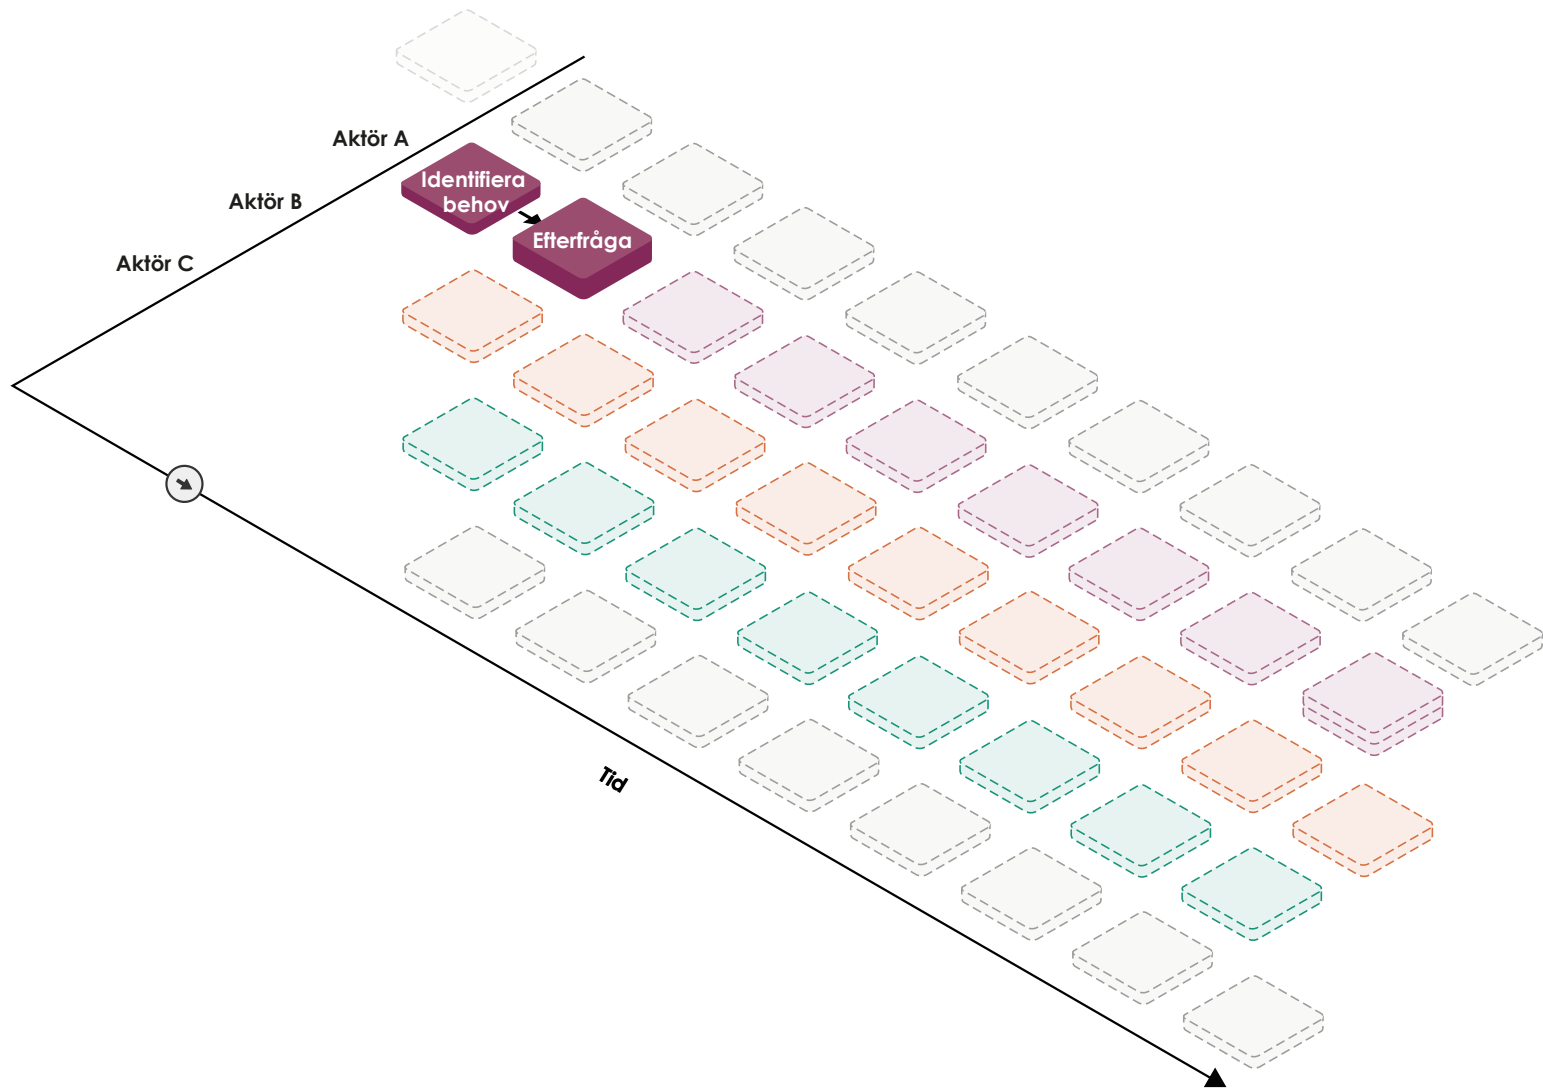 Aktör A
Identifiera
behov
Aktör B
Efterfråga
Aktör C
Tid